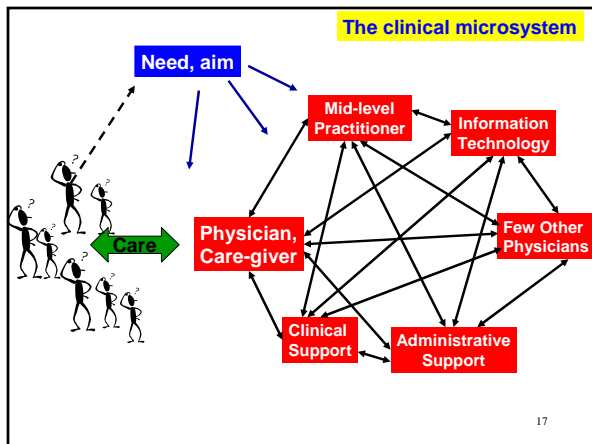 The clinical microsystem
Need, aim
Mid-level
Practitioner
Information
Technology
?
?
?
?
?
?
?
Care
Physician,
Care-giver
Few Other
Physicians
Clinical
Support
Administrative
Support
17